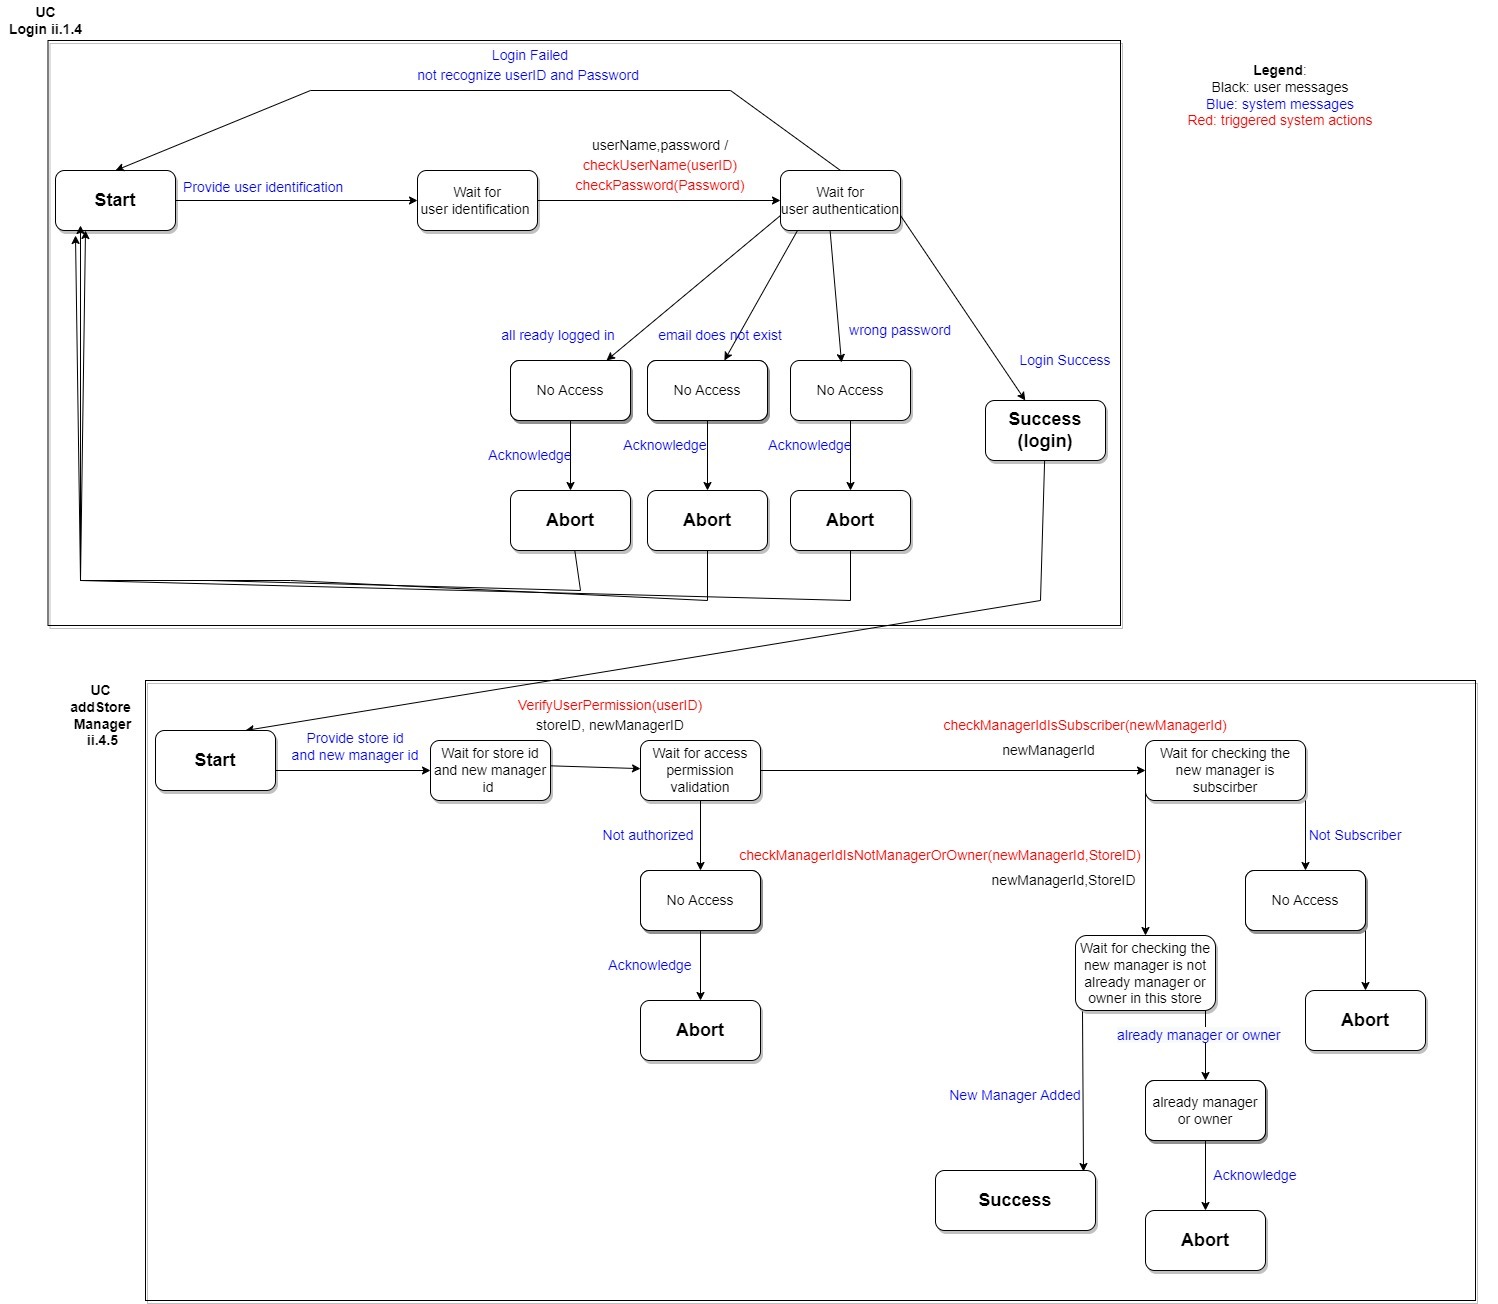 UC
Login ii.1.4
Login Failed
not recognize userID and Password
Legend:
Black: user messages
Blue: system messages
Red: triggered system actions
Start
Provide user identification
Wait for
user identification
userName,password /
checkUserName(userID)
checkPassword(Password)
Wait for
user authentication
all ready logged in
email does not exist
wrong password
Login Success
No Access
No Access
No Access
Success
(login)
Acknowledge
Acknowledge
Acknowledge
Abort
Abort
Abort
UC
addStore
Manager
ii.4.5
Start
Provide store id
and new manager id
Wait for store id
and new manager
id
VerifyUserPermission(userID)
storeID, newManagerID
Wait for access
permission
validation
checkManagerIdIsSubscriber(newManagerId)
newManagerId
Wait for checking the
new manager is
subscirber
Not authorized
No Access
Acknowledge
Abort
checkManagerIdIsNotManagerOrOwner(newManagerId,StoreID)
newManagerId,StoreID
Not Subscriber
No Access
Abort
Wait for checking the
new manager is not
already manager or
owner in this store
already manager or owner
New Manager Added
already manager
or owner
Acknowledge
Success
Abort